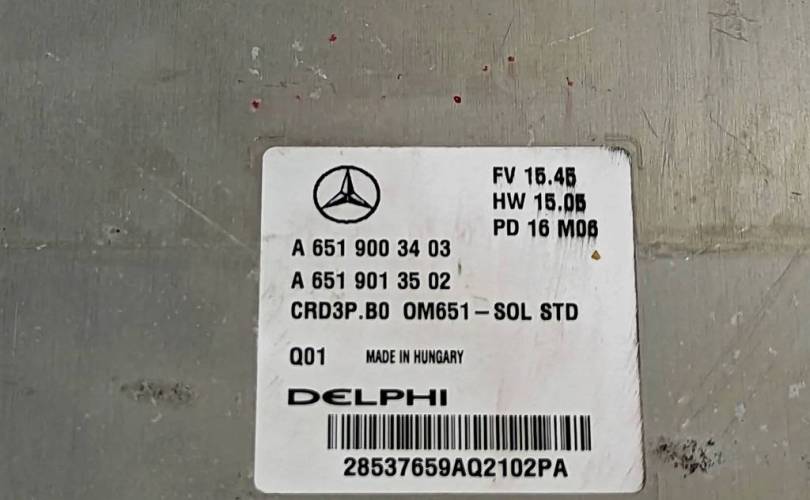 FV 15.45
HW 15.05
PD 16 M06
A 651 900 34 03
A 651 901 35 02
CRD3P.B0 OM651-SOL STD
Q01 MADE IN HUNGARY
DELPHI
28537659AQ2102PA